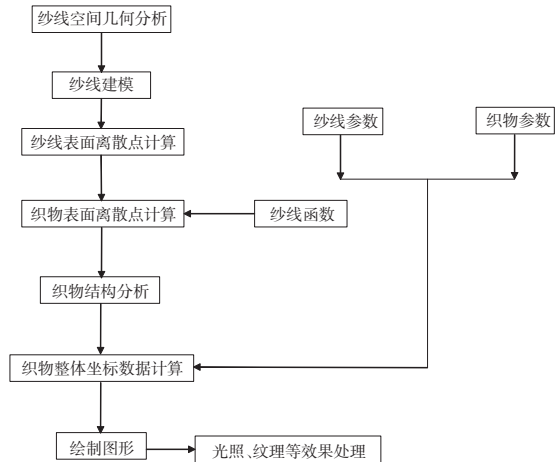 纱线空间几何分析
纱线建模
纱线参数
织物参数
纱线表面离散点计算
织物表面离散点计算
纱线函数
织物结构分析
织物整体坐标数据计算
绘制图形
光照、纹理等效果处理